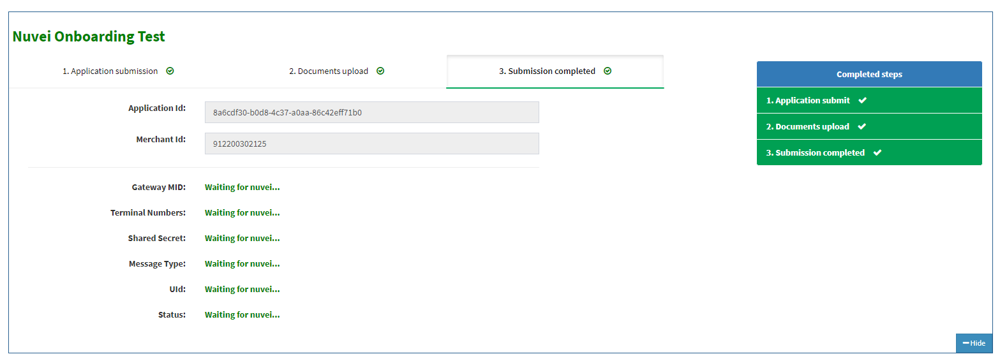 Nuvei Onboarding Test
1. Application submission
2. Documents upload
3. Submission completed
Completed steps
1. Application submit
2. Documents upload
3. Submission completed
Application Id: 8a6cdf30-b0d8-4c37-a0aa-86c42eff71b0
Merchant Id: 912200302125
Gateway MID: Waiting for nuvei...
Terminal Numbers: Waiting for nuvei...
Shared Secret: Waiting for nuvei...
Message Type: Waiting for nuvei...
UId: Waiting for nuvei...
Status: Waiting for nuvei...
Hide